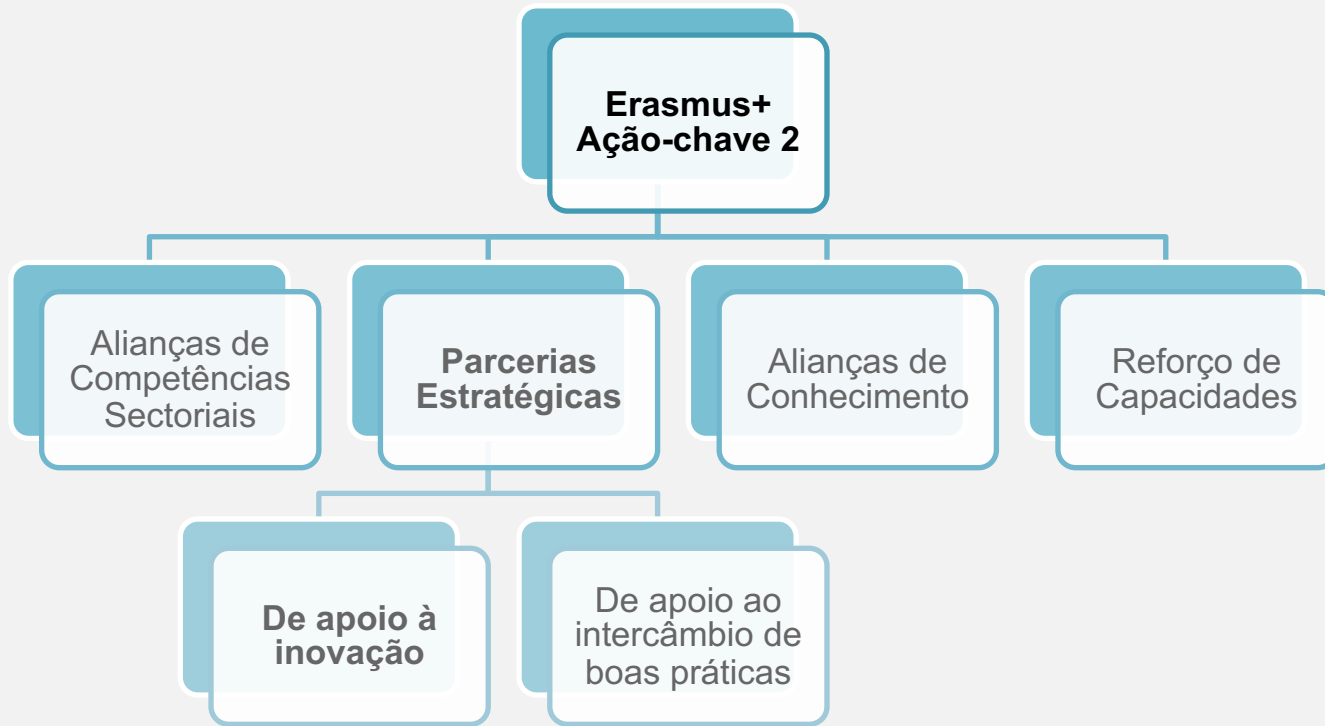 Erasmus+
Ação-chave 2
Alianças de
Competências
Sectoriais
Parcerias
Estratégicas
Alianças de
Conhecimento
Reforço de
Capacidades
De apoio à
inovação
De apoio ao
intercâmbio de
boas práticas